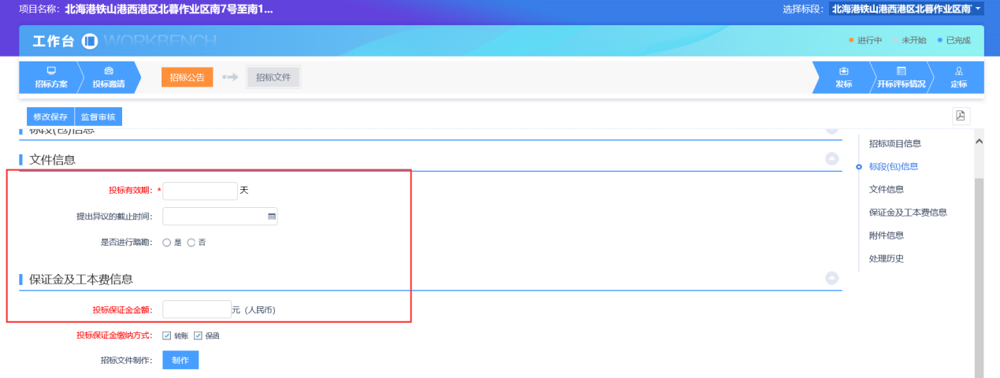 项目名称: 北海港铁山港西港区北暮作业区南7号至南1...
选择标段: 北海港铁山港西港区北暮作业区南
工作台 WORKBENCH
进行中 未开始 已完成
招标方案 投标邀请 招标公告 招标文件 发标 开标评标情况 定标
修改保存 监督审核
标段(包)信息
文件信息
投标有效期: * 天
提出异议的截止时间:
是否进行踏勘: 是 否
保证金及工本费信息
投标保证金金额: 元 (人民币)
投标保证金缴纳方式: 转账 保函
招标文件制作: 制作
招标项目信息
标段(包)信息
文件信息
保证金及工本费信息
附件信息
处理历史